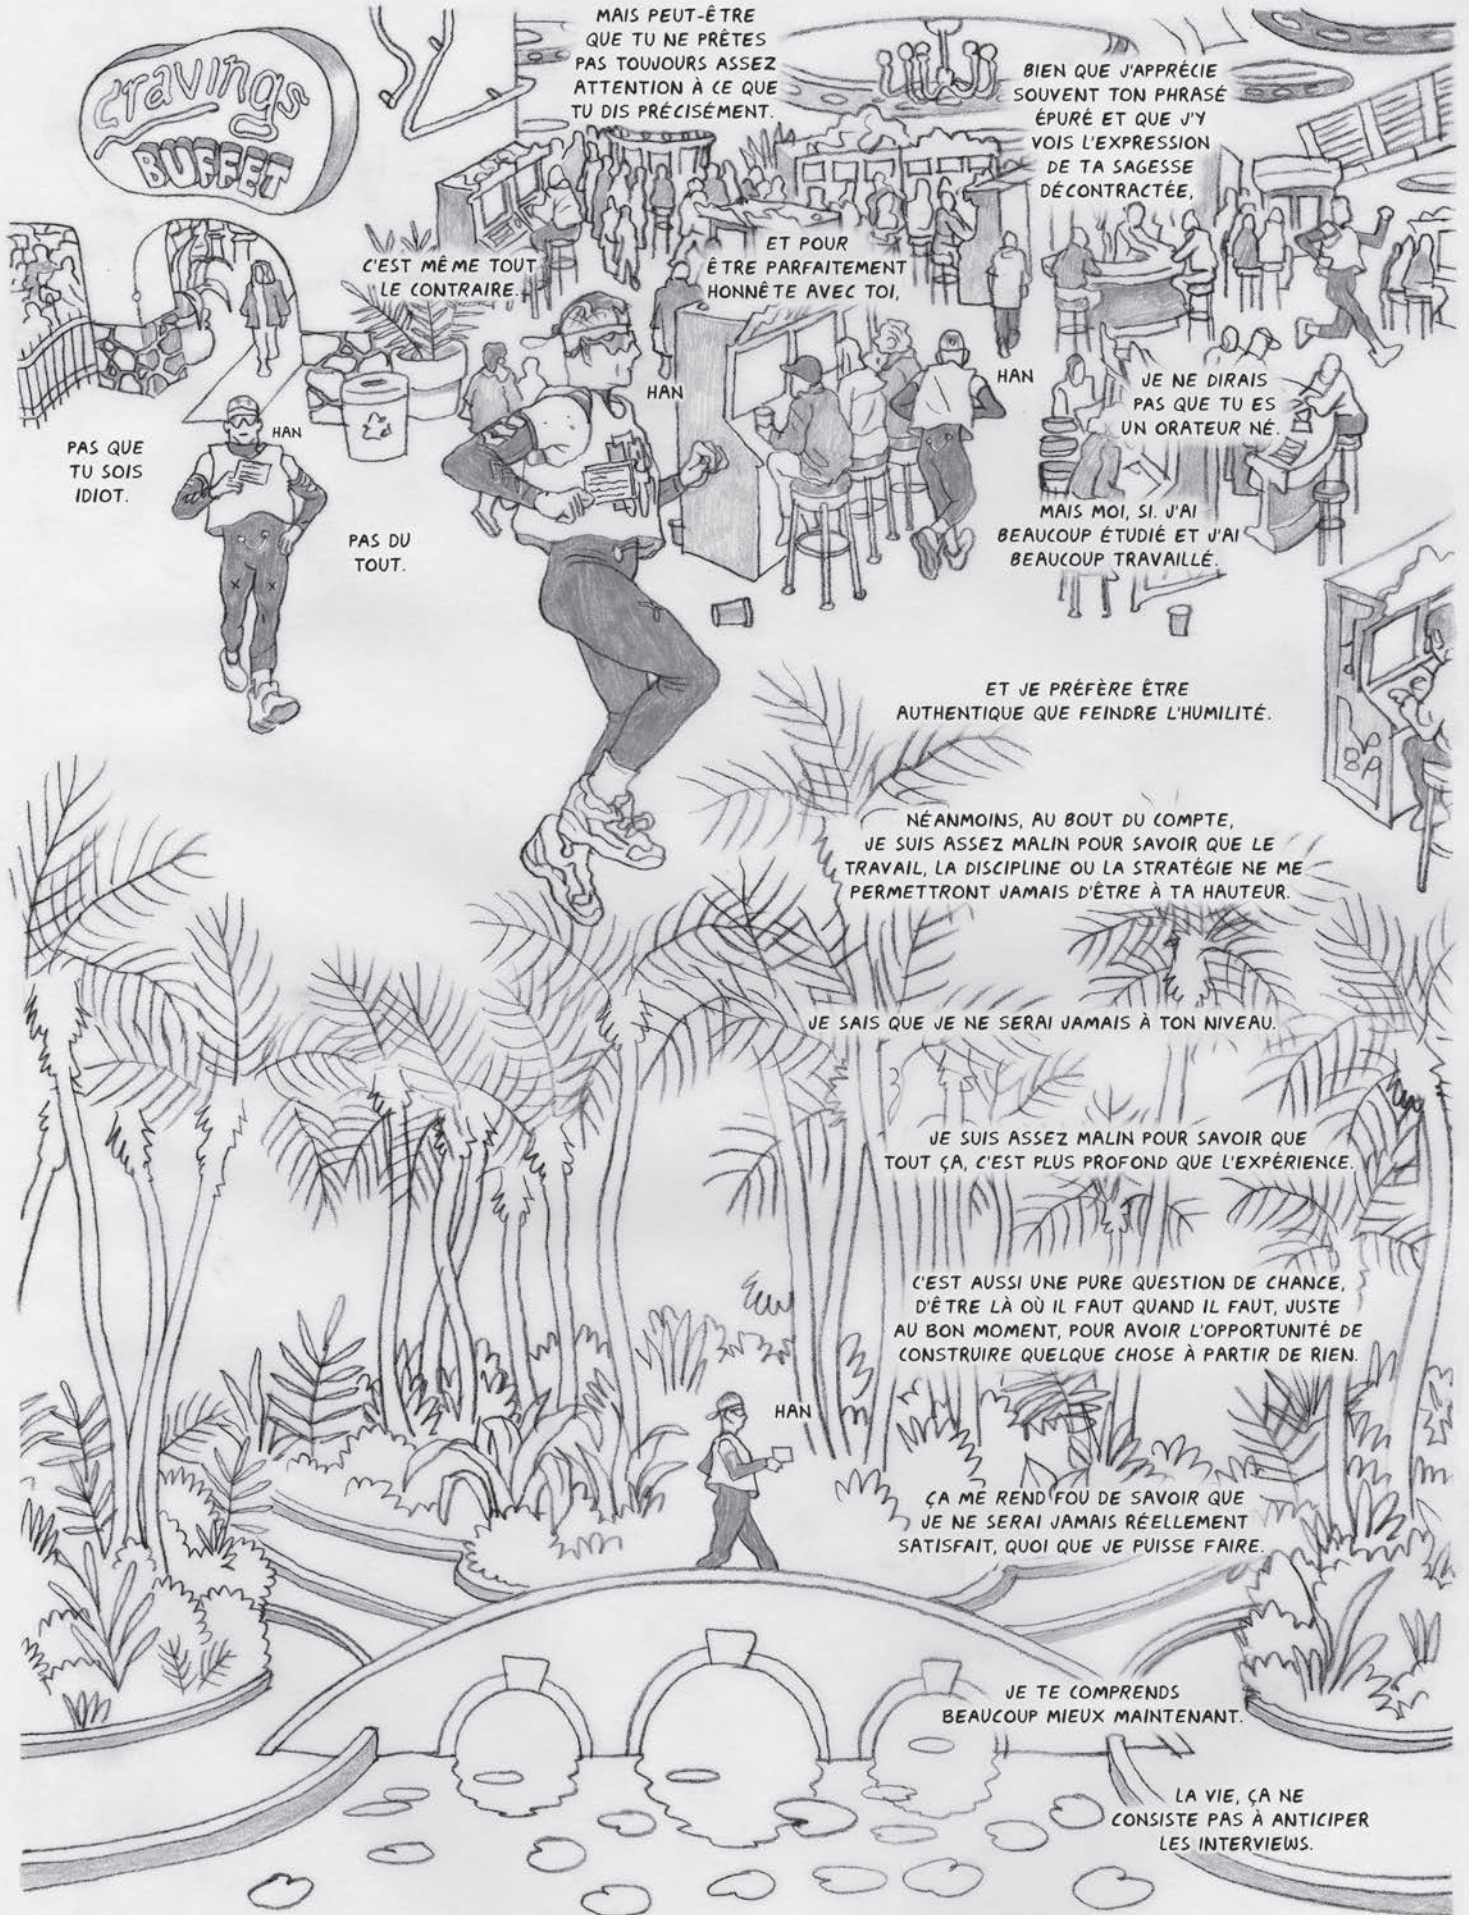 Cravings
BUFFET
PAS QUE
TU SOIS
IDIOT.
HAN
PAS DU
TOUT.
C'EST MÊME TOUT
LE CONTRAIRE.
MAIS PEUT-ÊTRE
QUE TU NE PRÊTES
PAS TOUJOURS ASSEZ
ATTENTION À CE QUE
TU DIS PRÉCISÉMENT.
HAN
ET POUR
ÊTRE PARFAITEMENT
HONNÊTE AVEC TOI,
BIEN QUE J'APPRÉCIE
SOUVENT TON PHRASÉ
ÉPURÉ ET QUE J'Y
VOIS L'EXPRESSION
DE TA SAGESSE
DÉCONTRACTÉE,
HAN
JE NE DIRAIS
PAS QUE TU ES
UN ORATEUR NÉ.
MAIS MOI, SI. J'AI
BEAUCOUP ÉTUDIÉ ET J'AI
BEAUCOUP TRAVAILLÉ.
ET JE PRÉFÈRE ÊTRE
AUTHENTIQUE QUE FEINDRE L'HUMILITÉ.
NÉANMOINS, AU BOUT DU COMPTE,
JE SUIS ASSEZ MALIN POUR SAVOIR QUE LE
TRAVAIL, LA DISCIPLINE OU LA STRATÉGIE NE ME
PERMETTRONT JAMAIS D'ÊTRE À TA HAUTEUR.
JE SAIS QUE JE NE SERAI JAMAIS À TON NIVEAU.
JE SUIS ASSEZ MALIN POUR SAVOIR QUE
TOUT ÇA, C'EST PLUS PROFOND QUE L'EXPÉRIENCE.
C'EST AUSSI UNE PURE QUESTION DE CHANCE,
D'ÊTRE LÀ OÙ IL FAUT QUAND IL FAUT, JUSTE
AU BON MOMENT, POUR AVOIR L'OPPORTUNITÉ DE
CONSTRUIRE QUELQUE CHOSE À PARTIR DE RIEN.
HAN
ÇA ME REND FOU DE SAVOIR QUE
JE NE SERAI JAMAIS RÉELLEMENT
SATISFAIT, QUOI QUE JE PUISSE FAIRE.
JE TE COMPRENDS
BEAUCOUP MIEUX MAINTENANT.
LA VIE, ÇA NE
CONSISTE PAS À ANTICIPER
LES INTERVIEWS.